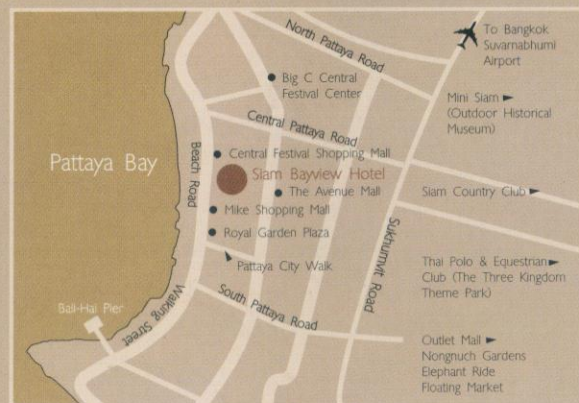 To Bangkok
Suvarnabhumi
Airport
North Pattaya Road
Big C Central
Festival Center
Mini Siam
(Outdoor Historical
Museum)
Central Pattaya Road
Pattaya Bay
Beach Road
Central Festival Shopping Mall
Siam Bayview Hotel
The Avenue Mall
Siam Country Club
Mike Shopping Mall
Royal Garden Plaza
Sukhumvit Road
Pattaya City Walk
Thai Polo & Equestrian
Club (The Three Kingdom
Theme Park)
Bali-Hai Pier
Walking Street
South Pattaya Road
Outlet Mall
Nongnuch Gardens
Elephant Ride
Floating Market